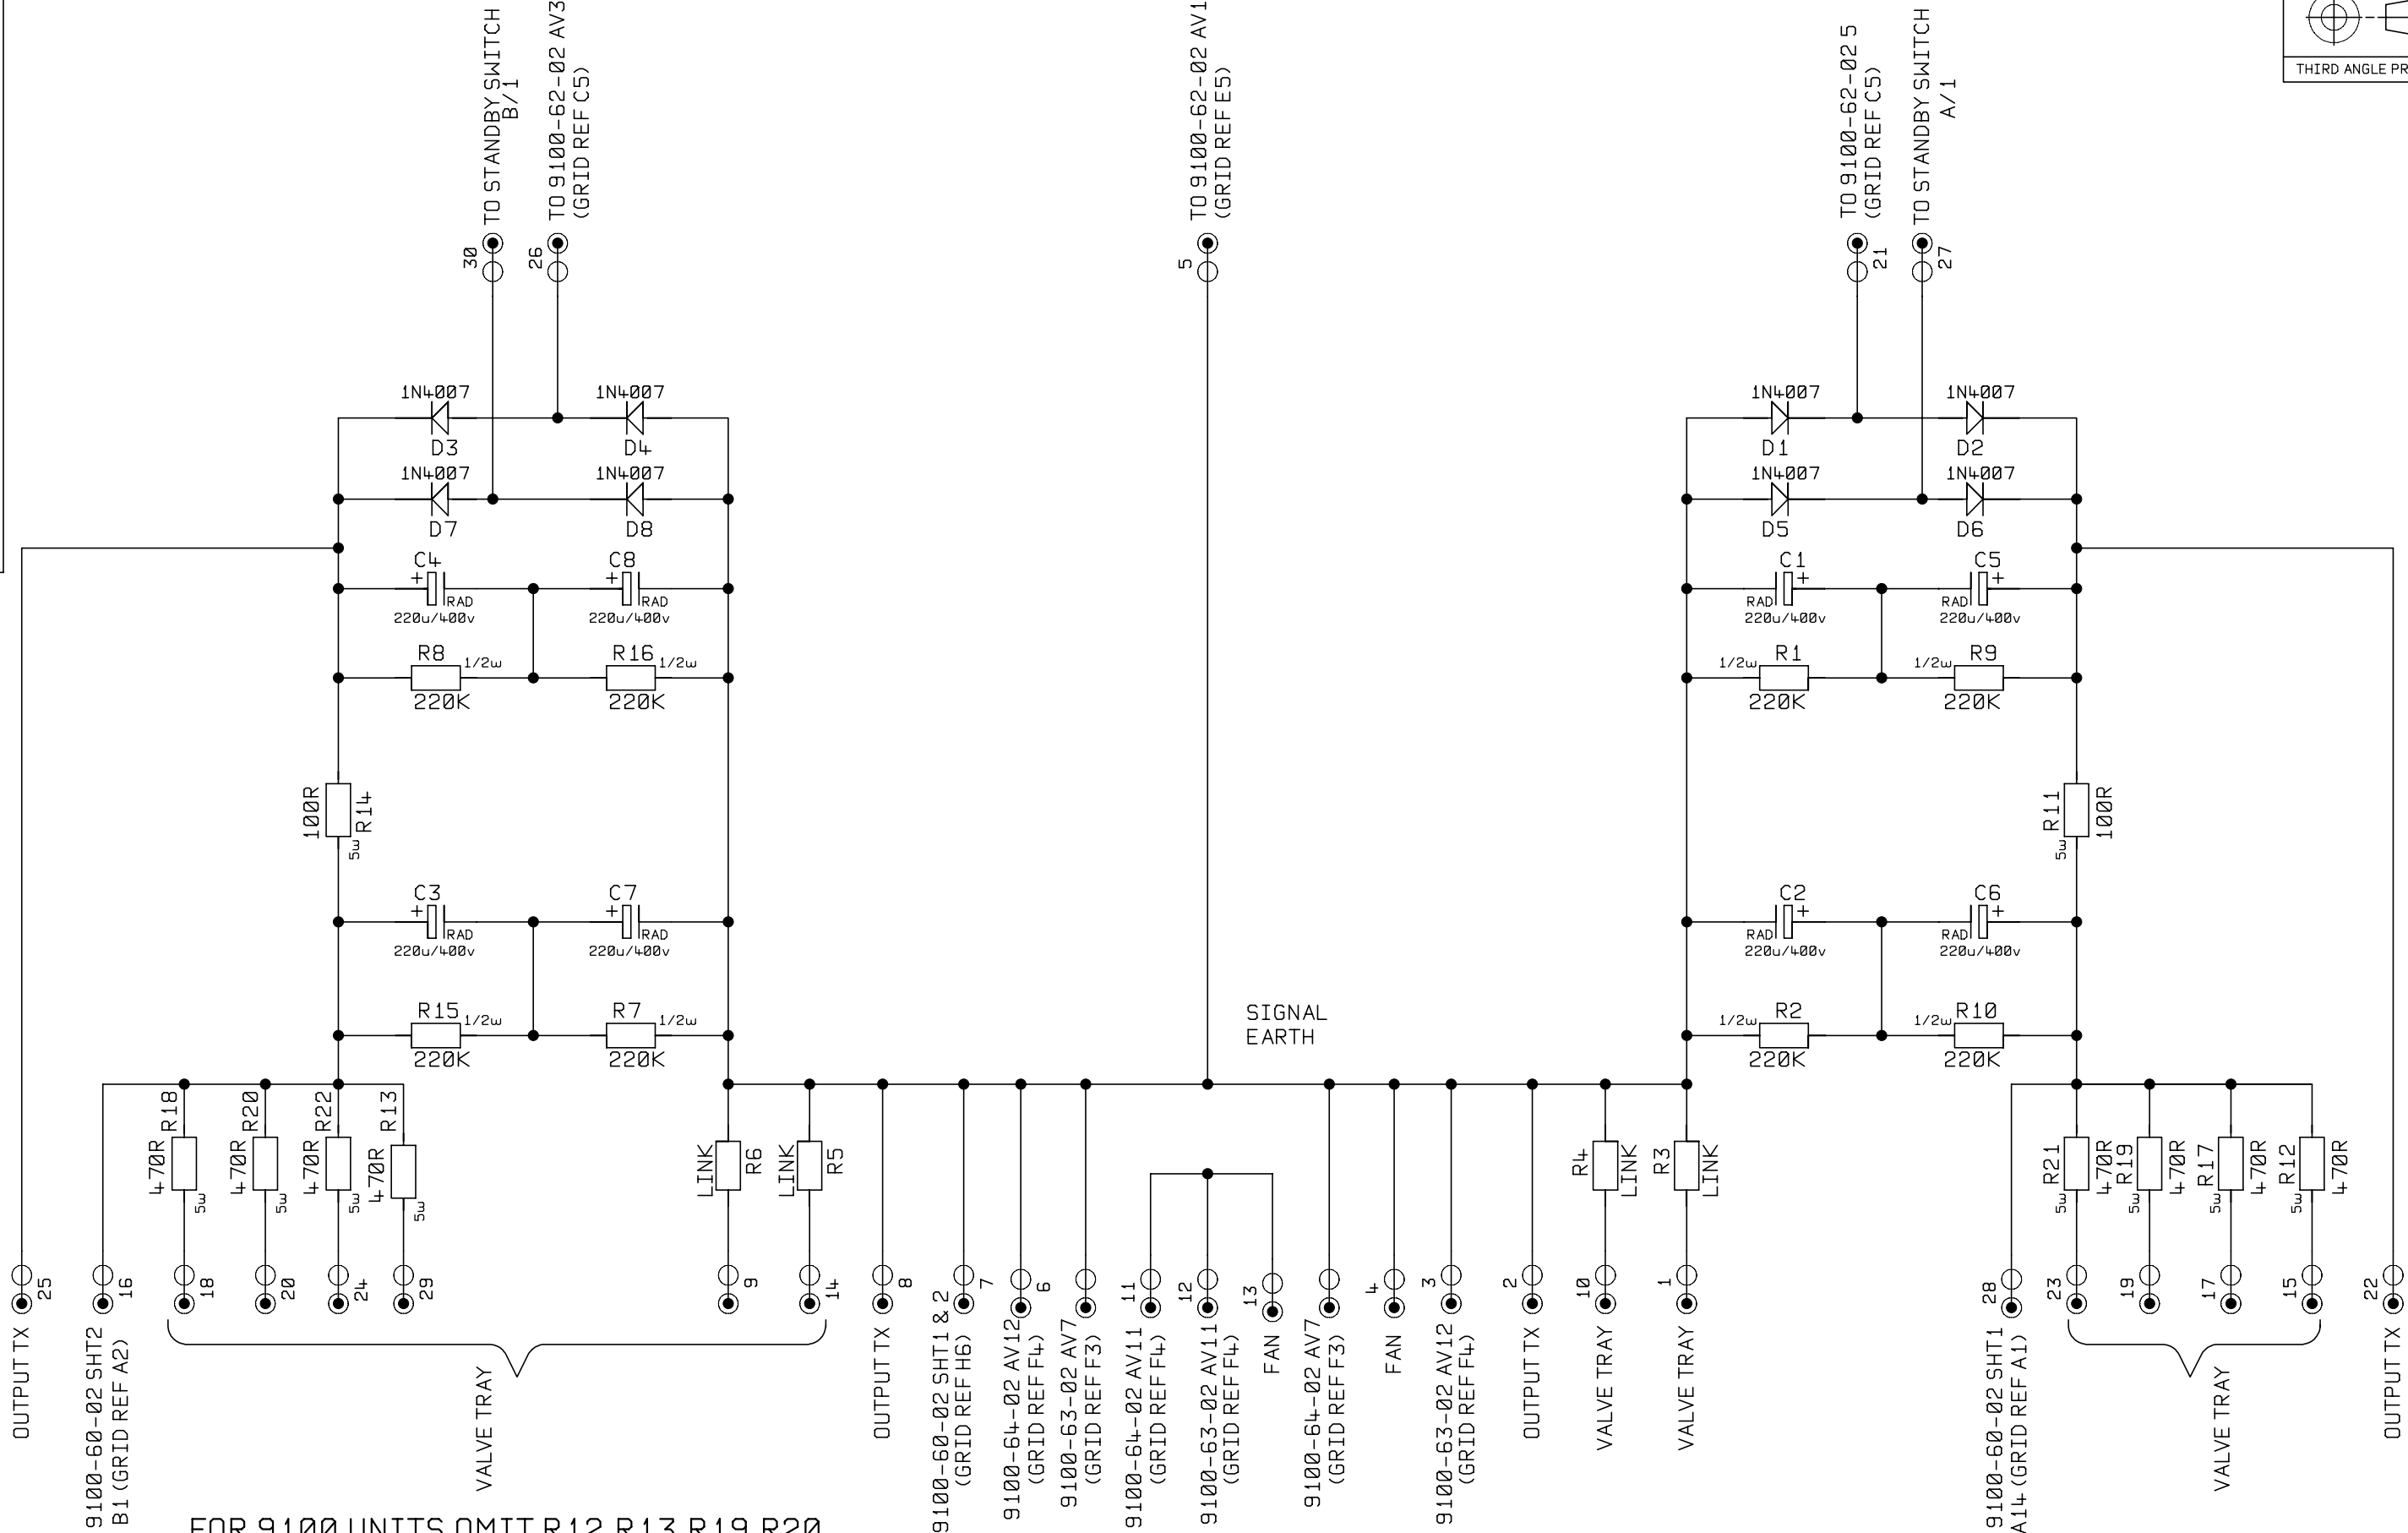 TO STANDBY SWITCH
B/1
TO 9100-62-02 AV3
(GRID REF C5)
TO 9100-62-02 AV1
(GRID REF E5)
TO 9100-62-02 5
(GRID REF C5)
TO STANDBY SWITCH
A/1
THIRD ANGLE PR
30
26
5
21
27
1N4007
D3
1N4007
D4
1N4007
D7
1N4007
D8
C4
+
RAD
220u/400v
C8
+
RAD
220u/400v
R8
1/2w
220K
R16
1/2w
220K
100R
R14
5w
C3
+
RAD
220u/400v
C7
+
RAD
220u/400v
R15
1/2w
220K
R7
1/2w
220K
1N4007
D1
1N4007
D2
1N4007
D5
1N4007
D6
C1
+
RAD
220u/400v
C5
+
RAD
220u/400v
R1
1/2w
220K
R9
1/2w
220K
R11
100R
5w
C2
+
RAD
220u/400v
C6
+
RAD
220u/400v
R2
1/2w
220K
R10
1/2w
220K
SIGNAL
EARTH
R18
470R
5w
R20
470R
R22
470R
5w
R13
470R
5w
LINK
R6
LINK
R5
R4
LINK
R3
LINK
R21
470R
5w
R19
470R
5w
R17
470R
5w
R12
470R
5w
25
16
18
20
24
29
9
14
8
7
6
11
12
13
4
3
2
10
1
28
23
19
17
15
22
OUTPUT TX
9100-60-02 SHT2
B1 (GRID REF A2)
VALVE TRAY
OUTPUT TX
9100-60-02 SHT1 & 2
(GRID REF H6)
9100-64-02 AV12
(GRID REF F4)
9100-63-02 AV7
(GRID REF F3)
9100-64-02 AV11
(GRID REF F4)
9100-63-02 AV11
(GRID REF F4)
FAN
9100-64-02 AV7
(GRID REF F3)
FAN
9100-63-02 AV12
(GRID REF F4)
OUTPUT TX
VALVE TRAY
VALVE TRAY
9100-60-02 SHT1
A14 (GRID REF A1)
VALVE TRAY
OUTPUT TX
FOR 9100 UNITS OMIT R12 R13 R19 R20